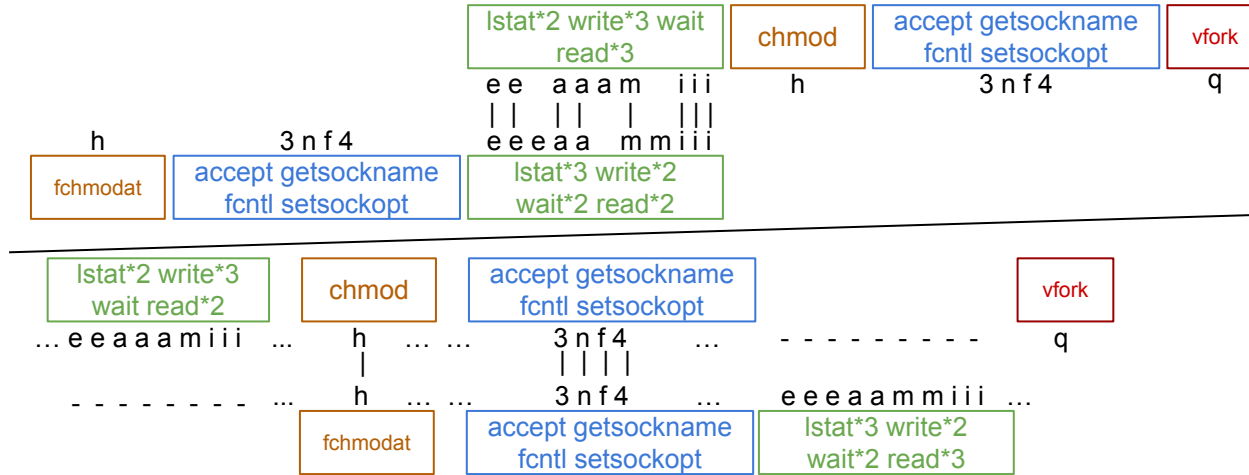 lstat*2 write*3 wait read*3
chmod
accept getsockname fcntl setsockopt
vfork
e e a a a m i i i
h
3 n f 4
q
| | | | | | | |
h
3 n f 4
e e e a a m m i i i
fchmodat
accept getsockname fcntl setsockopt
lstat*3 write*2 wait*2 read*2
lstat*2 write*3 wait read*2
chmod
accept getsockname fcntl setsockopt
vfork
… e e a a a m i i i ... h … … 3 n f 4 … - - - - - - - - - q
| | | | |
- - - - - - - - ... h … … 3 n f 4 … e e e a a m m i i i …
fchmodat
accept getsockname fcntl setsockopt
lstat*3 write*2 wait*2 read*3